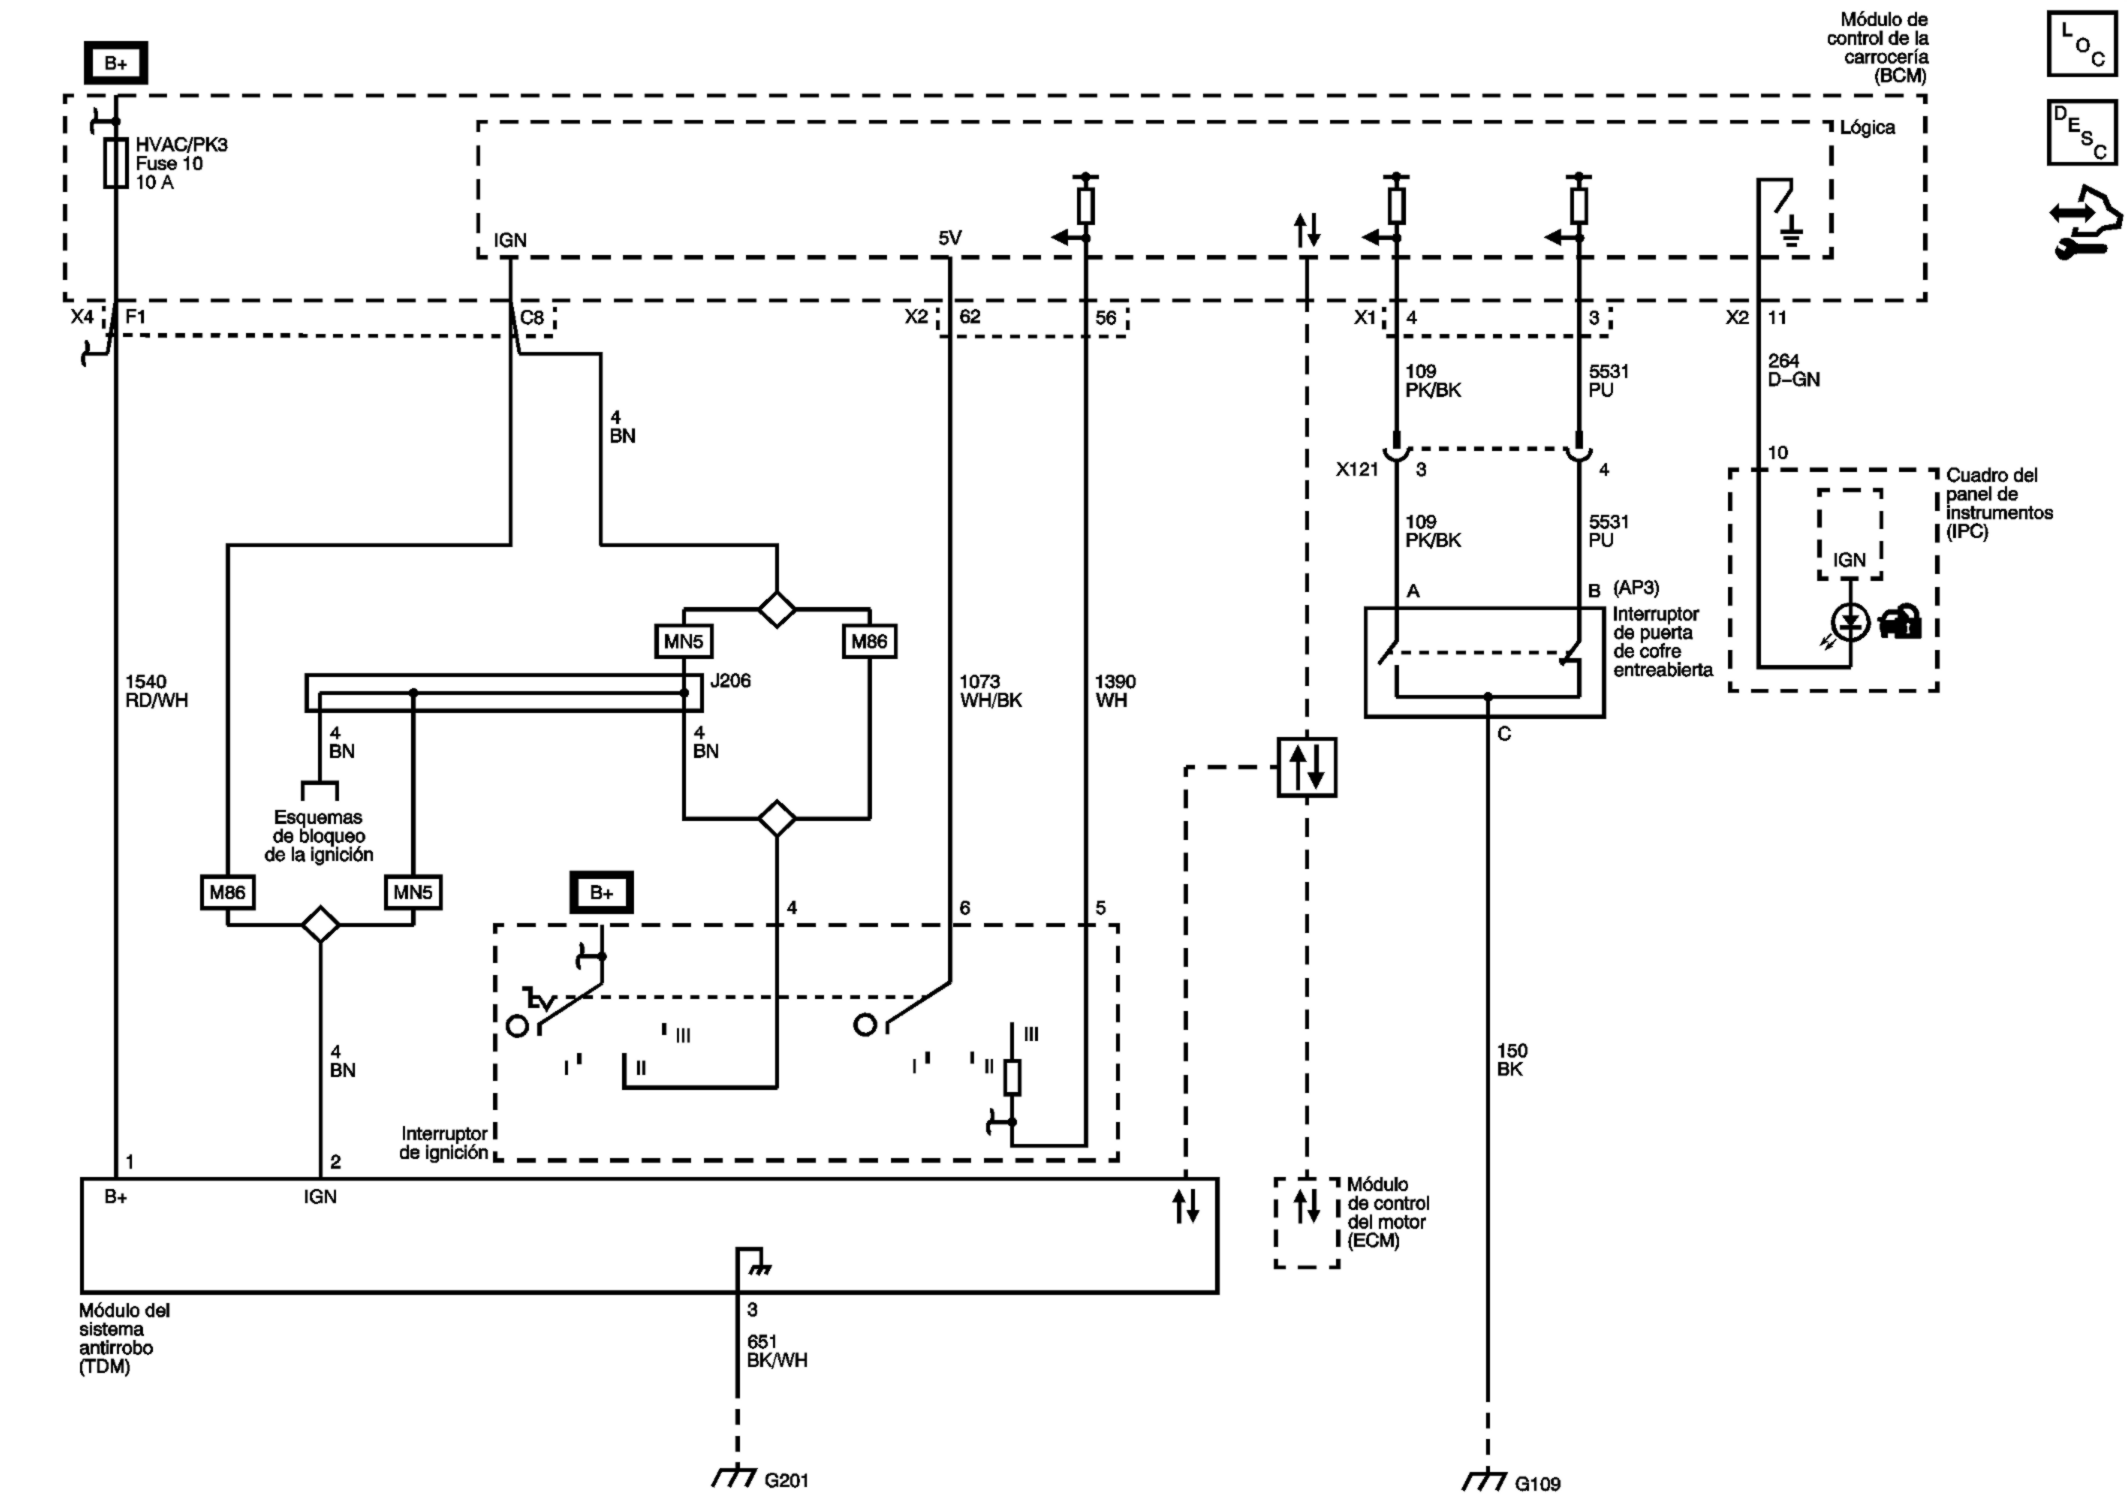 Módulo de
control de la
carrocería
(BCM)
L
O
C
B+
D
E
S
C
Lógica
HVAC/PK3
Fuse 10
10 A
IGN
5V
X4
F1
C8
X2
62
56
X1
4
3
X2
11
109
PK/BK
5531
PU
264
D-GN
4
BN
10
X121
3
4
Cuadro del
panel de
instrumentos
(IPC)
109
PK/BK
5531
PU
IGN
A
B
(AP3)
Interruptor
de puerta
de cofre
entreabierta
MN5
M86
J206
1540
RD/WH
1073
WH/BK
1390
WH
4
BN
4
BN
C
Esquemas
de bloqueo
de la ignición
M86
MN5
B+
4
6
5
III
I
II
III
I
II
4
BN
150
BK
Interruptor
de ignición
1
2
B+
IGN
Módulo
de control
del motor
(ECM)
Módulo del
sistema
antirrobo
(TDM)
3
651
BK/WH
G201
G109